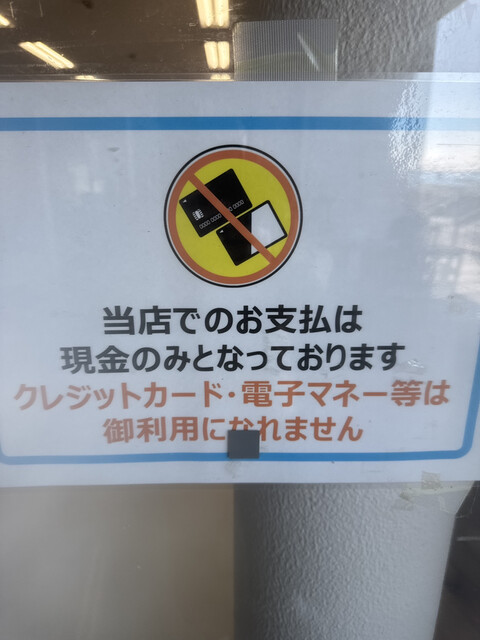 当店でのお支払は
現金のみとなっております
クレジットカード・電子マネー等は
御利用になれません